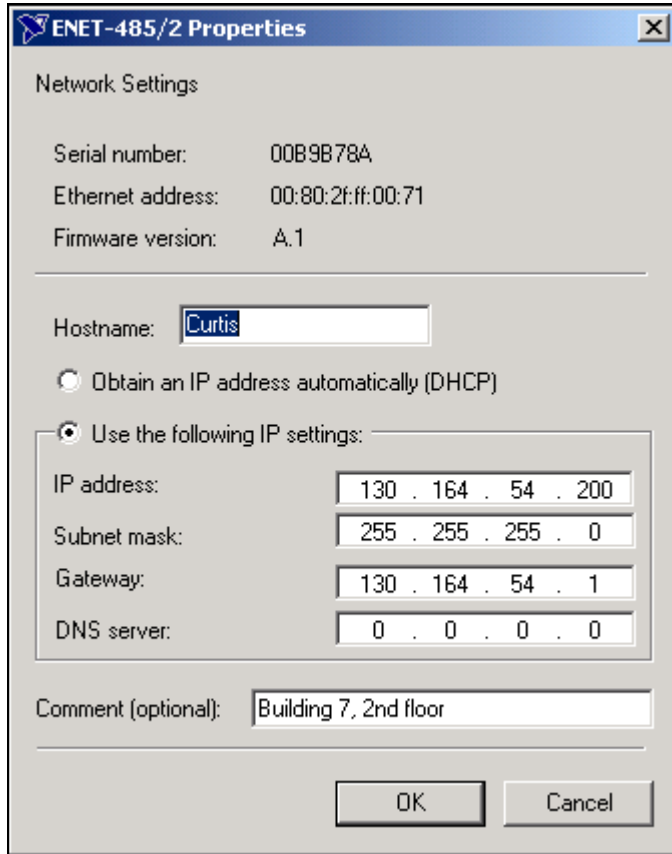 ENET-485/2 Properties
Network Settings
Serial number: 00B9B78A
Ethernet address: 00:80:2f:ff:00:71
Firmware version: A.1
Hostname: Curtis
Obtain an IP address automatically (DHCP)
Use the following IP settings:
IP address: 130 . 164 . 54 . 200
Subnet mask: 255 . 255 . 255 . 0
Gateway: 130 . 164 . 54 . 1
DNS server: 0 . 0 . 0 . 0
Comment (optional): Building 7, 2nd floor
OK Cancel